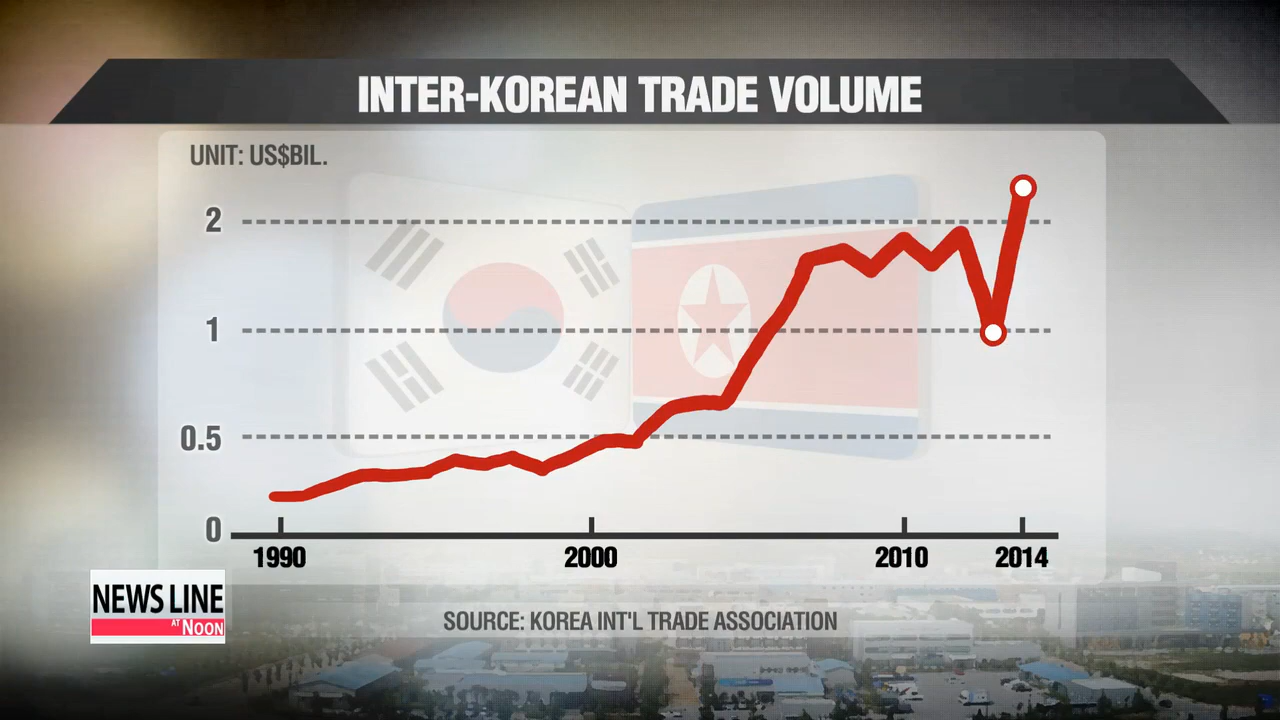 INTER-KOREAN TRADE VOLUME
UNIT: US$BIL.
2
1
0.5
0
1990 2000 2010 2014
NEWS LINE
AT NOON
SOURCE: KOREA INT'L TRADE ASSOCIATION